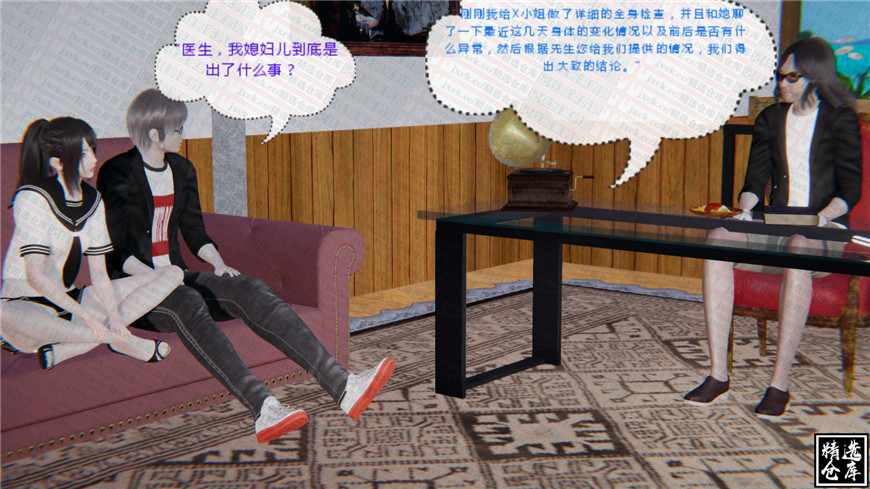 "医生，我媳妇儿到底是
出了什么事？
刚刚我给X小姐做了详细的全身检查，并且和她聊
了一下最近这几天身体的变化情况以及前后是否有什
么异常，然后根据先生您给我们提供的情况，我们得
出大致的结论。"
精选
仓库